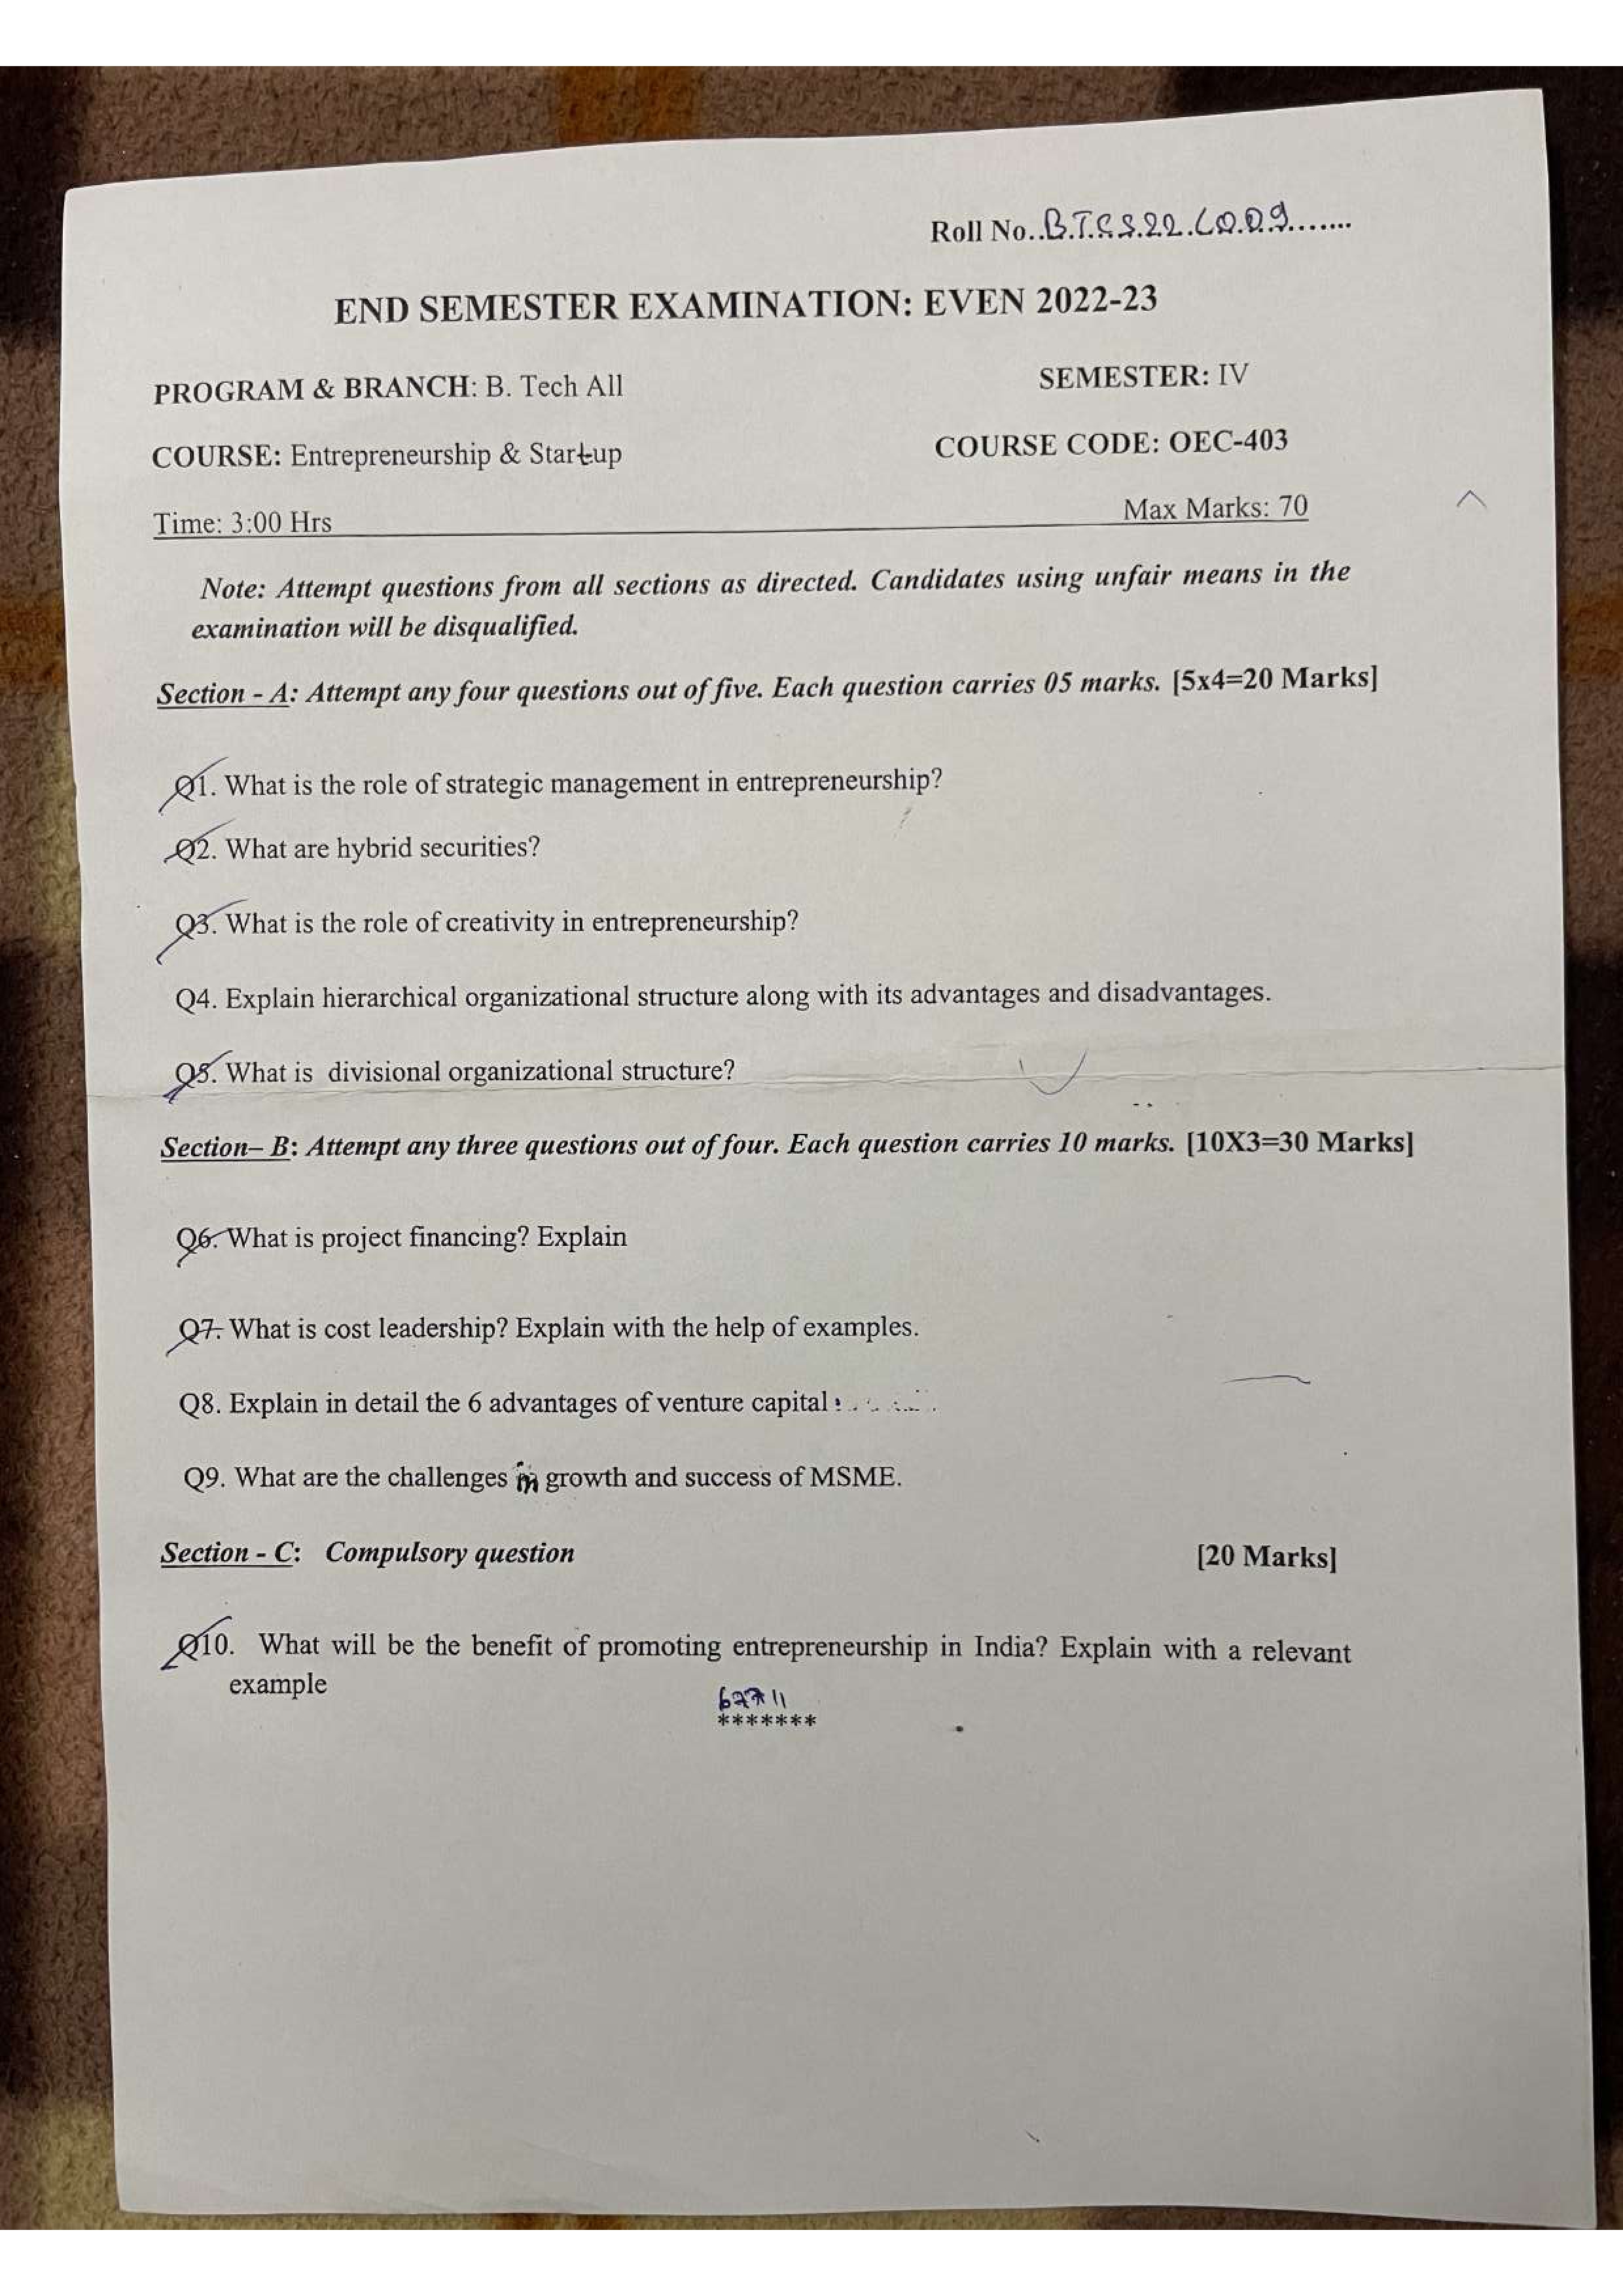 Roll No..B.T.C.S.22.L0.0.9.......
END SEMESTER EXAMINATION: EVEN 2022-23
PROGRAM & BRANCH: B. Tech All SEMESTER: IV
COURSE: Entrepreneurship & Startup COURSE CODE: OEC-403
Time: 3:00 Hrs Max Marks: 70
Note: Attempt questions from all sections as directed. Candidates using unfair means in the
examination will be disqualified.
Section - A: Attempt any four questions out of five. Each question carries 05 marks. [5x4=20 Marks]
Q1. What is the role of strategic management in entrepreneurship?
Q2. What are hybrid securities?
Q3. What is the role of creativity in entrepreneurship?
Q4. Explain hierarchical organizational structure along with its advantages and disadvantages.
Q5. What is divisional organizational structure?
Section– B: Attempt any three questions out of four. Each question carries 10 marks. [10X3=30 Marks]
Q6. What is project financing? Explain
Q7. What is cost leadership? Explain with the help of examples.
Q8. Explain in detail the 6 advantages of venture capital
Q9. What are the challenges in growth and success of MSME.
Section - C: Compulsory question [20 Marks]
Q10. What will be the benefit of promoting entrepreneurship in India? Explain with a relevant
example
*******